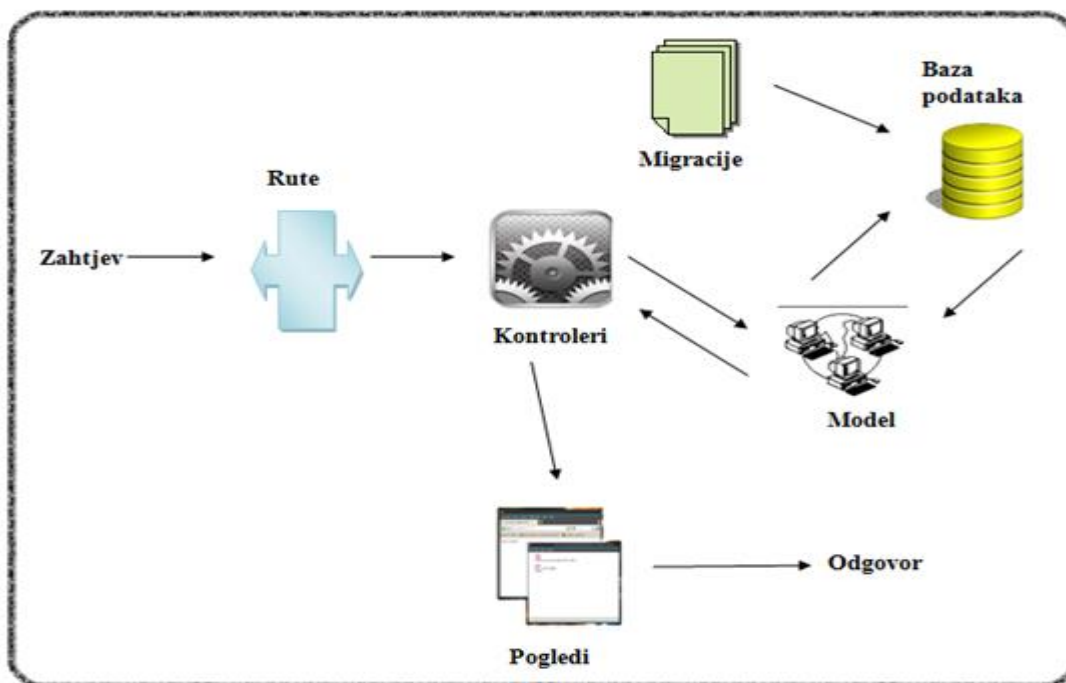 Baza
podataka
Migracije
Rute
Zahtjev
Kontroleri
Model
Odgovor
Pogledi